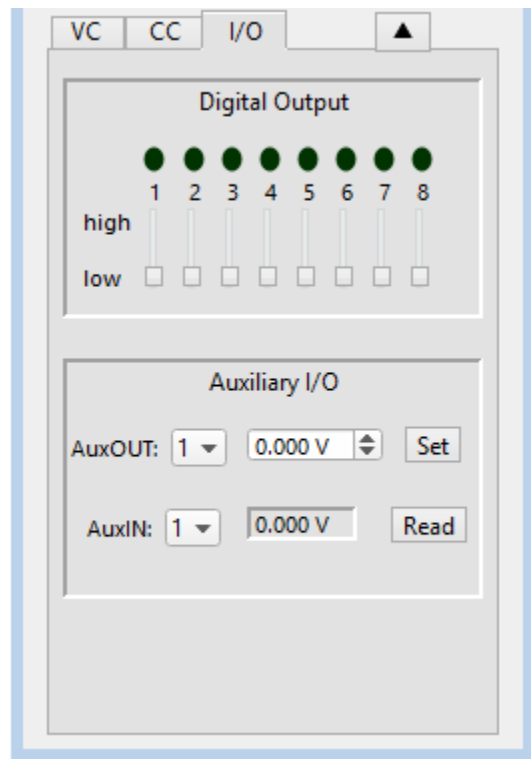 VC CC I/O ▲
Digital Output
1 2 3 4 5 6 7 8
high
low
Auxiliary I/O
AuxOUT: 1 0.000 V Set
AuxIN: 1 0.000 V Read